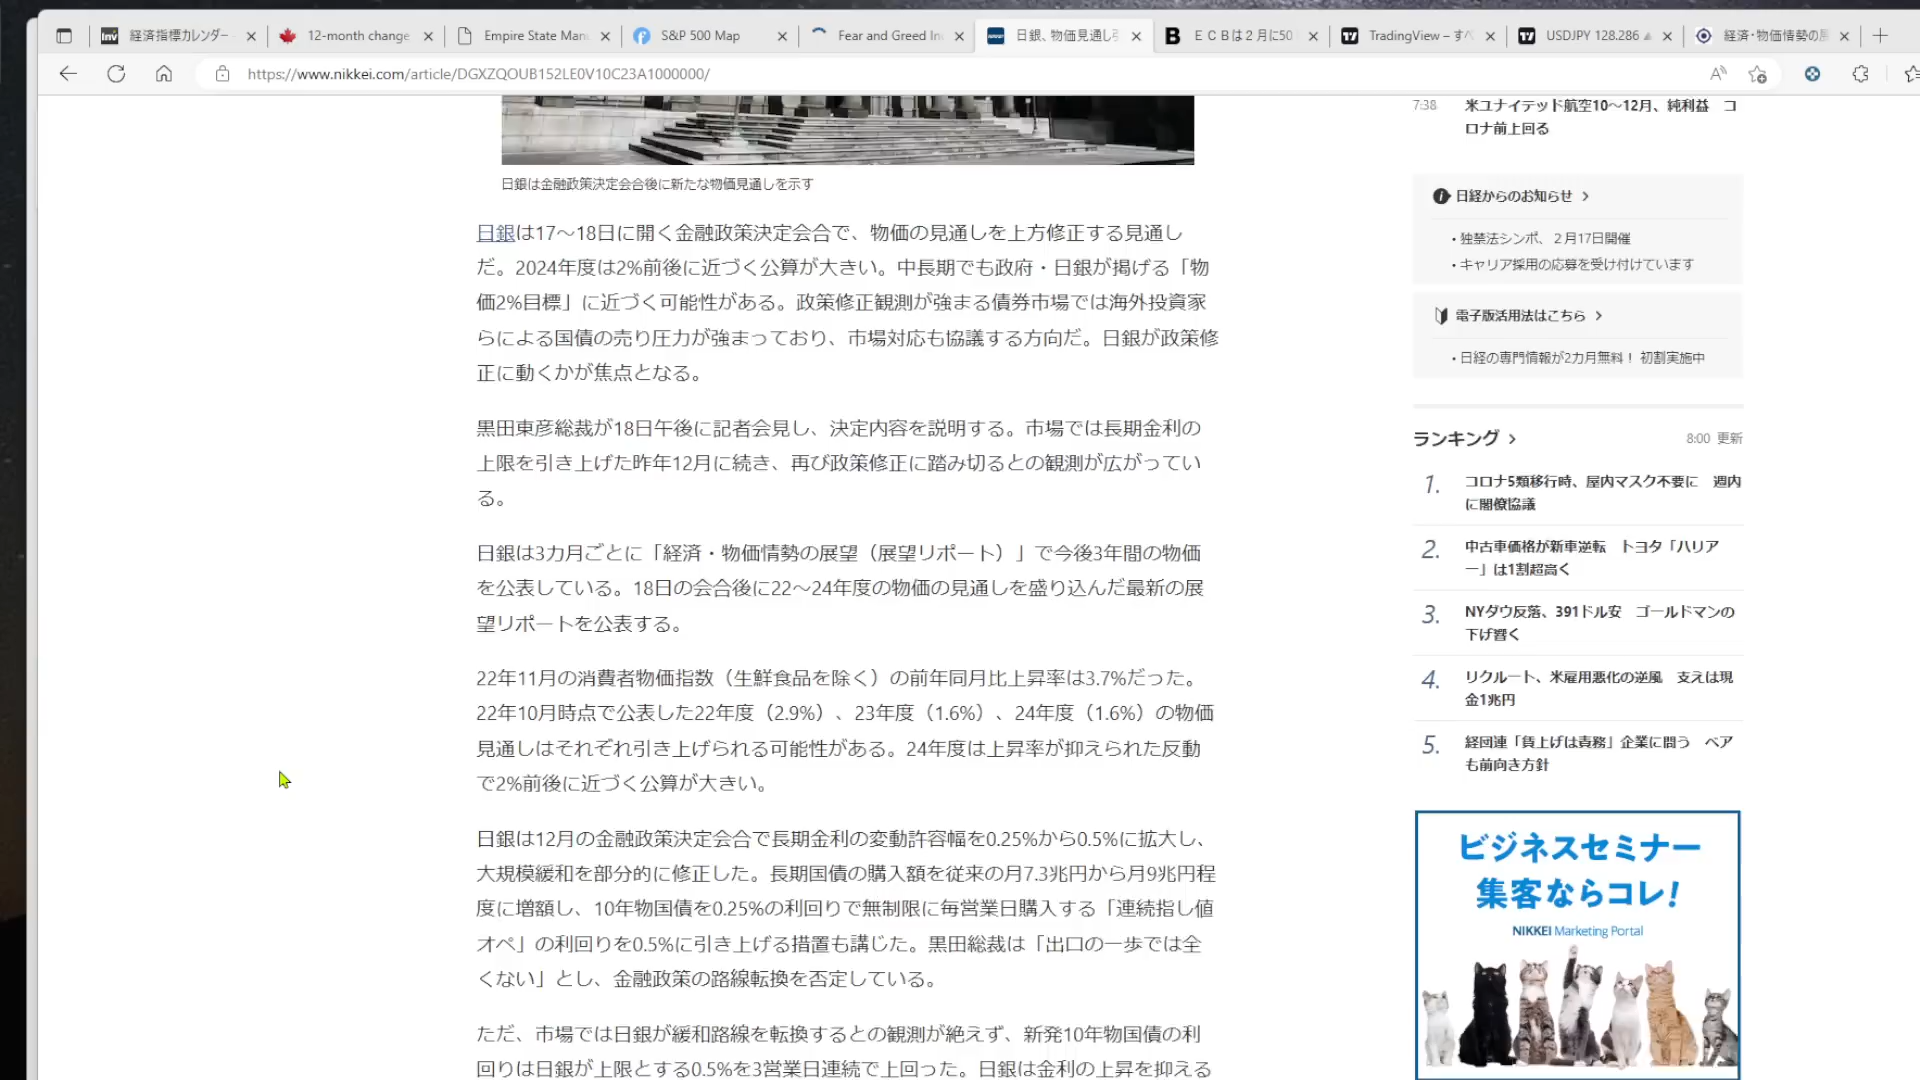 経済指標カレンダー -
12-month change
Empire State Man
S&P 500 Map
Fear and Greed In
日銀、物価見通し引
ＥＣＢは２月に50
TradingView – すべ
USDJPY 128.286
経済・物価情勢の展
https://www.nikkei.com/article/DGXZQOUB152LE0V10C23A1000000/
日銀は金融政策決定会合後に新たな物価見通しを示す
日銀は17～18日に開く金融政策決定会合で、物価の見通しを上方修正する見通し
だ。2024年度は2%前後に近づく公算が大きい。中長期でも政府・日銀が掲げる「物
価2%目標」に近づく可能性がある。政策修正観測が強まる債券市場では海外投資家
らによる国債の売り圧力が強まっており、市場対応も協議する方向だ。日銀が政策修
正に動くかが焦点となる。
黒田東彦総裁が18日午後に記者会見し、決定内容を説明する。市場では長期金利の
上限を引き上げた昨年12月に続き、再び政策修正に踏み切るとの観測が広がってい
る。
日銀は3カ月ごとに「経済・物価情勢の展望（展望リポート）」で今後3年間の物価
を公表している。18日の会合後に22～24年度の物価の見通しを盛り込んだ最新の展
望リポートを公表する。
22年11月の消費者物価指数（生鮮食品を除く）の前年同月比上昇率は3.7%だった。
22年10月時点で公表した22年度（2.9%）、23年度（1.6%）、24年度（1.6%）の物価
見通しはそれぞれ引き上げられる可能性がある。24年度は上昇率が抑えられた反動
で2%前後に近づく公算が大きい。
日銀は12月の金融政策決定会合で長期金利の変動許容幅を0.25%から0.5%に拡大し、
大規模緩和を部分的に修正した。長期国債の購入額を従来の月7.3兆円から月9兆円程
度に増額し、10年物国債を0.25%の利回りで無制限に毎営業日購入する「連続指し値
オペ」の利回りを0.5%に引き上げる措置も講じた。黒田総裁は「出口の一歩では全
くない」とし、金融政策の路線転換を否定している。
ただ、市場では日銀が緩和路線を転換するとの観測が絶えず、新発10年物国債の利
回りは日銀が上限とする0.5%を3営業日連続で上回った。日銀は金利の上昇を抑える
7:38 米ユナイテッド航空10～12月、純利益　コ
ロナ前上回る
日経からのお知らせ
・独禁法シンポ、２月17日開催
・キャリア採用の応募を受け付けています
電子版活用法はこちら
・日経の専門情報が2カ月無料！ 初割実施中
ランキング 8:00 更新
1. コロナ5類移行時、屋内マスク不要に　週内
に閣僚協議
2. 中古車価格が新車逆転　トヨタ「ハリア
ー」は1割超高く
3. NYダウ反落、391ドル安　ゴールドマンの
下げ響く
4. リクルート、米雇用悪化の逆風　支えは現
金1兆円
5. 経団連「賃上げは責務」企業に問う　ベア
も前向き方針
ビジネスセミナー
集客ならコレ！
NIKKEI Marketing Portal